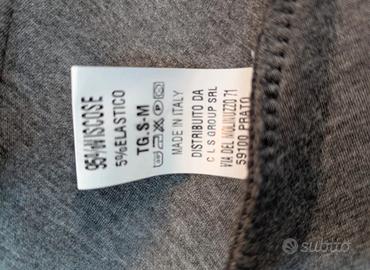 95%VISCOSE
5%ELASTICO
TG.S-M
MADE IN ITALY
DISTRIBUITO DA
C L S GROUP SRL
VIA DEL MOLINUZZO 71
59100 PRATO
subito